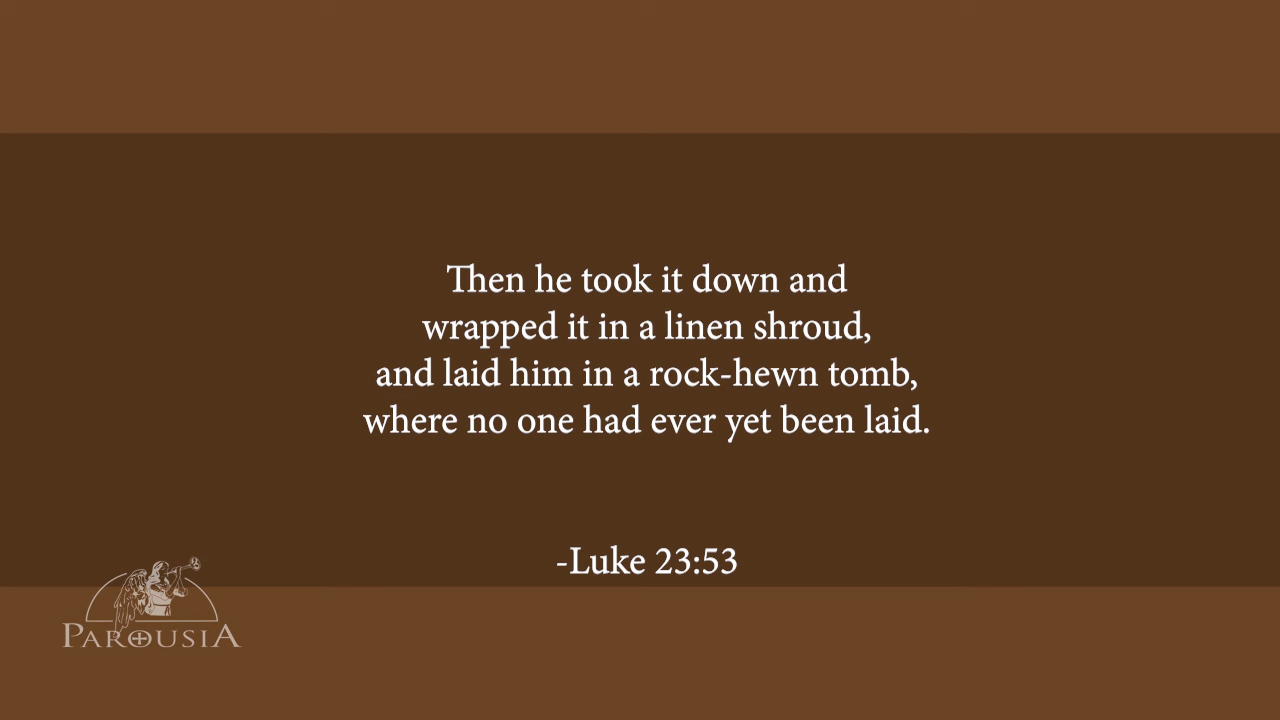 Then he took it down and
wrapped it in a linen shroud,
and laid him in a rock-hewn tomb,
where no one had ever yet been laid.
-Luke 23:53
PAROUSIA